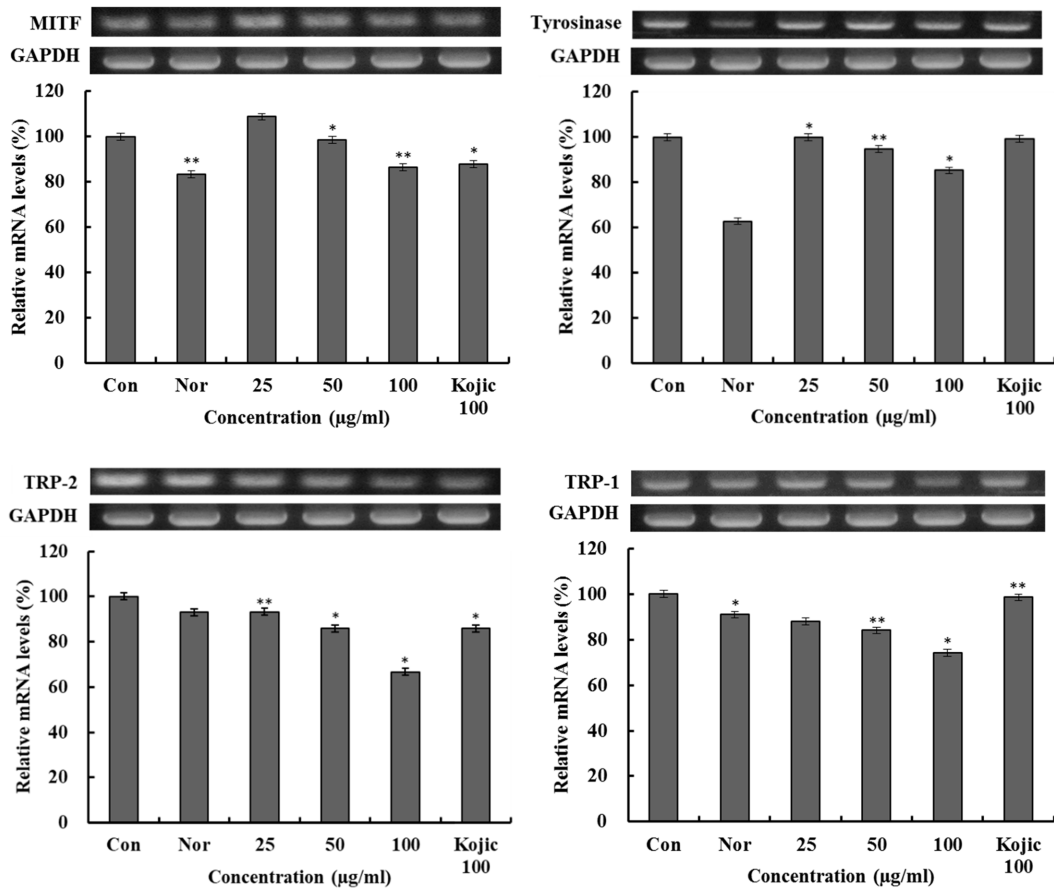 MITF
GAPDH
Relative mRNA levels (%)
120
100
80
60
40
20
0
** * ** *
Con Nor 25 50 100 Kojic
100
Concentration (µg/ml)
Tyrosinase
GAPDH
Relative mRNA levels (%)
120
100
80
60
40
20
0
* ** *
Con Nor 25 50 100 Kojic
100
Concentration (µg/ml)
TRP-2
GAPDH
Relative mRNA levels (%)
120
100
80
60
40
20
0
** * * *
Con Nor 25 50 100 Kojic
100
Concentration (µg/ml)
TRP-1
GAPDH
Relative mRNA levels (%)
120
100
80
60
40
20
0
* ** * **
Con Nor 25 50 100 Kojic
100
Concentration (µg/ml)